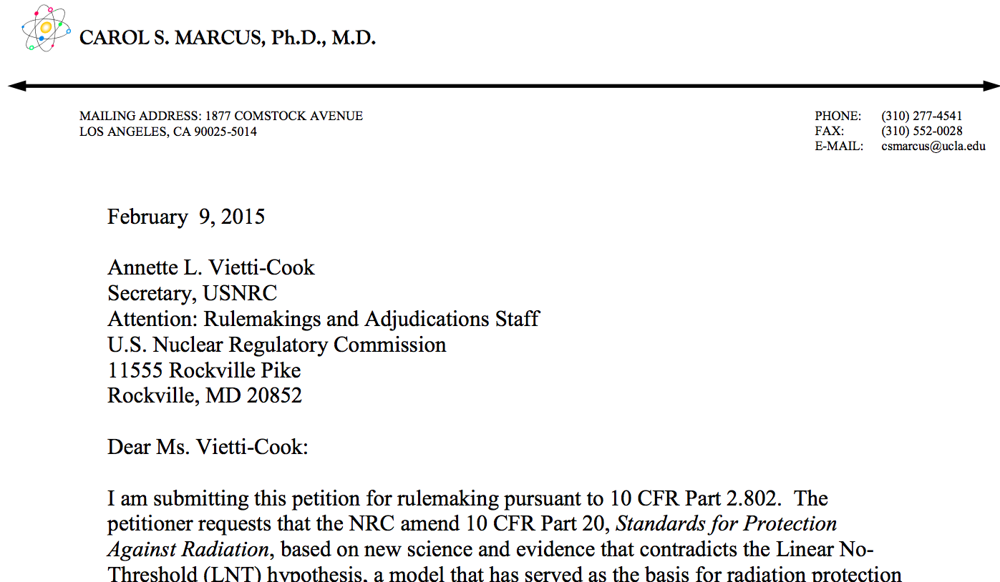 CAROL S. MARCUS, Ph.D., M.D.
MAILING ADDRESS: 1877 COMSTOCK AVENUE
LOS ANGELES, CA 90025-5014
PHONE: (310) 277-4541
FAX: (310) 552-0028
E-MAIL: csmarcus@ucla.edu
February 9, 2015
Annette L. Vietti-Cook
Secretary, USNRC
Attention: Rulemakings and Adjudications Staff
U.S. Nuclear Regulatory Commission
11555 Rockville Pike
Rockville, MD 20852
Dear Ms. Vietti-Cook:
I am submitting this petition for rulemaking pursuant to 10 CFR Part 2.802. The
petitioner requests that the NRC amend 10 CFR Part 20, Standards for Protection
Against Radiation, based on new science and evidence that contradicts the Linear No-
Threshold (LNT) hypothesis, a model that has served as the basis for radiation protection